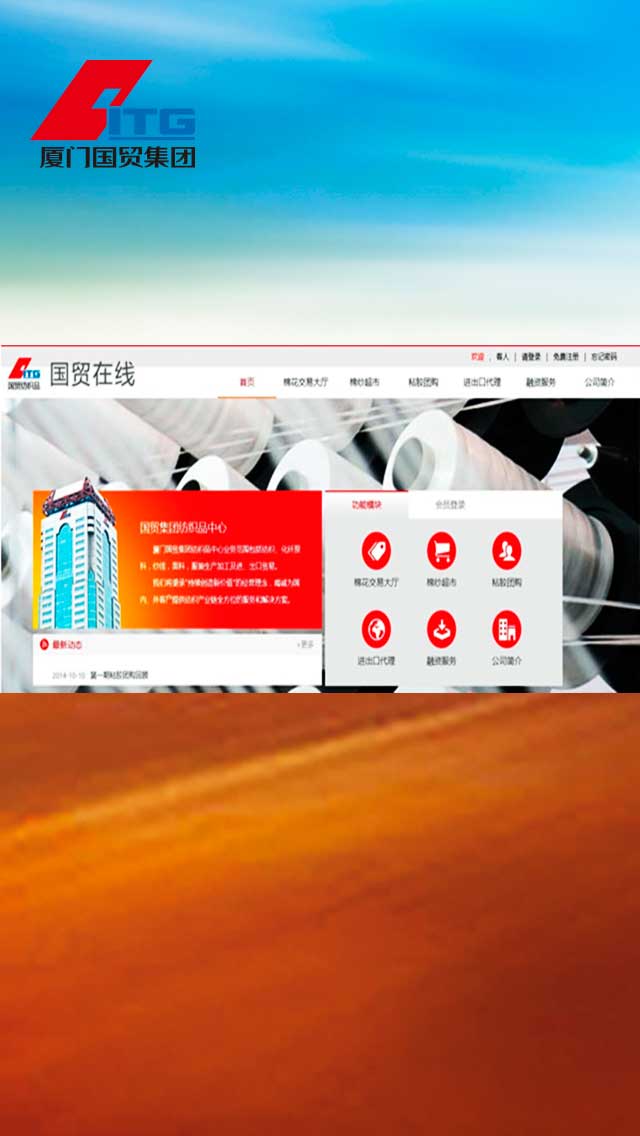 ITG
厦门国贸集团
ITG
国贸纺织品
国贸在线
欢迎 , 客人 | 请登录 | 免费注册 | 忘记密码
首页 棉花交易大厅 棉纱超市 粘胶团购 进出口代理 融资服务 公司简介
国贸集团纺织品中心
厦门国贸集团纺织品中心业务范围包括纺织、化纤原
料，纱线，面料，服装生产加工及进、出口贸易。
我们将秉承“持续创造新价值”的经营理念，竭诚为国
内、外客户提供纺织产业链全方位的服务和解决方案。
最新动态
+更多
2014-10-10 第一期粘胶团购回顾
功能模块 会员登录
棉花交易大厅 棉纱超市 粘胶团购
进出口代理 融资服务 公司简介